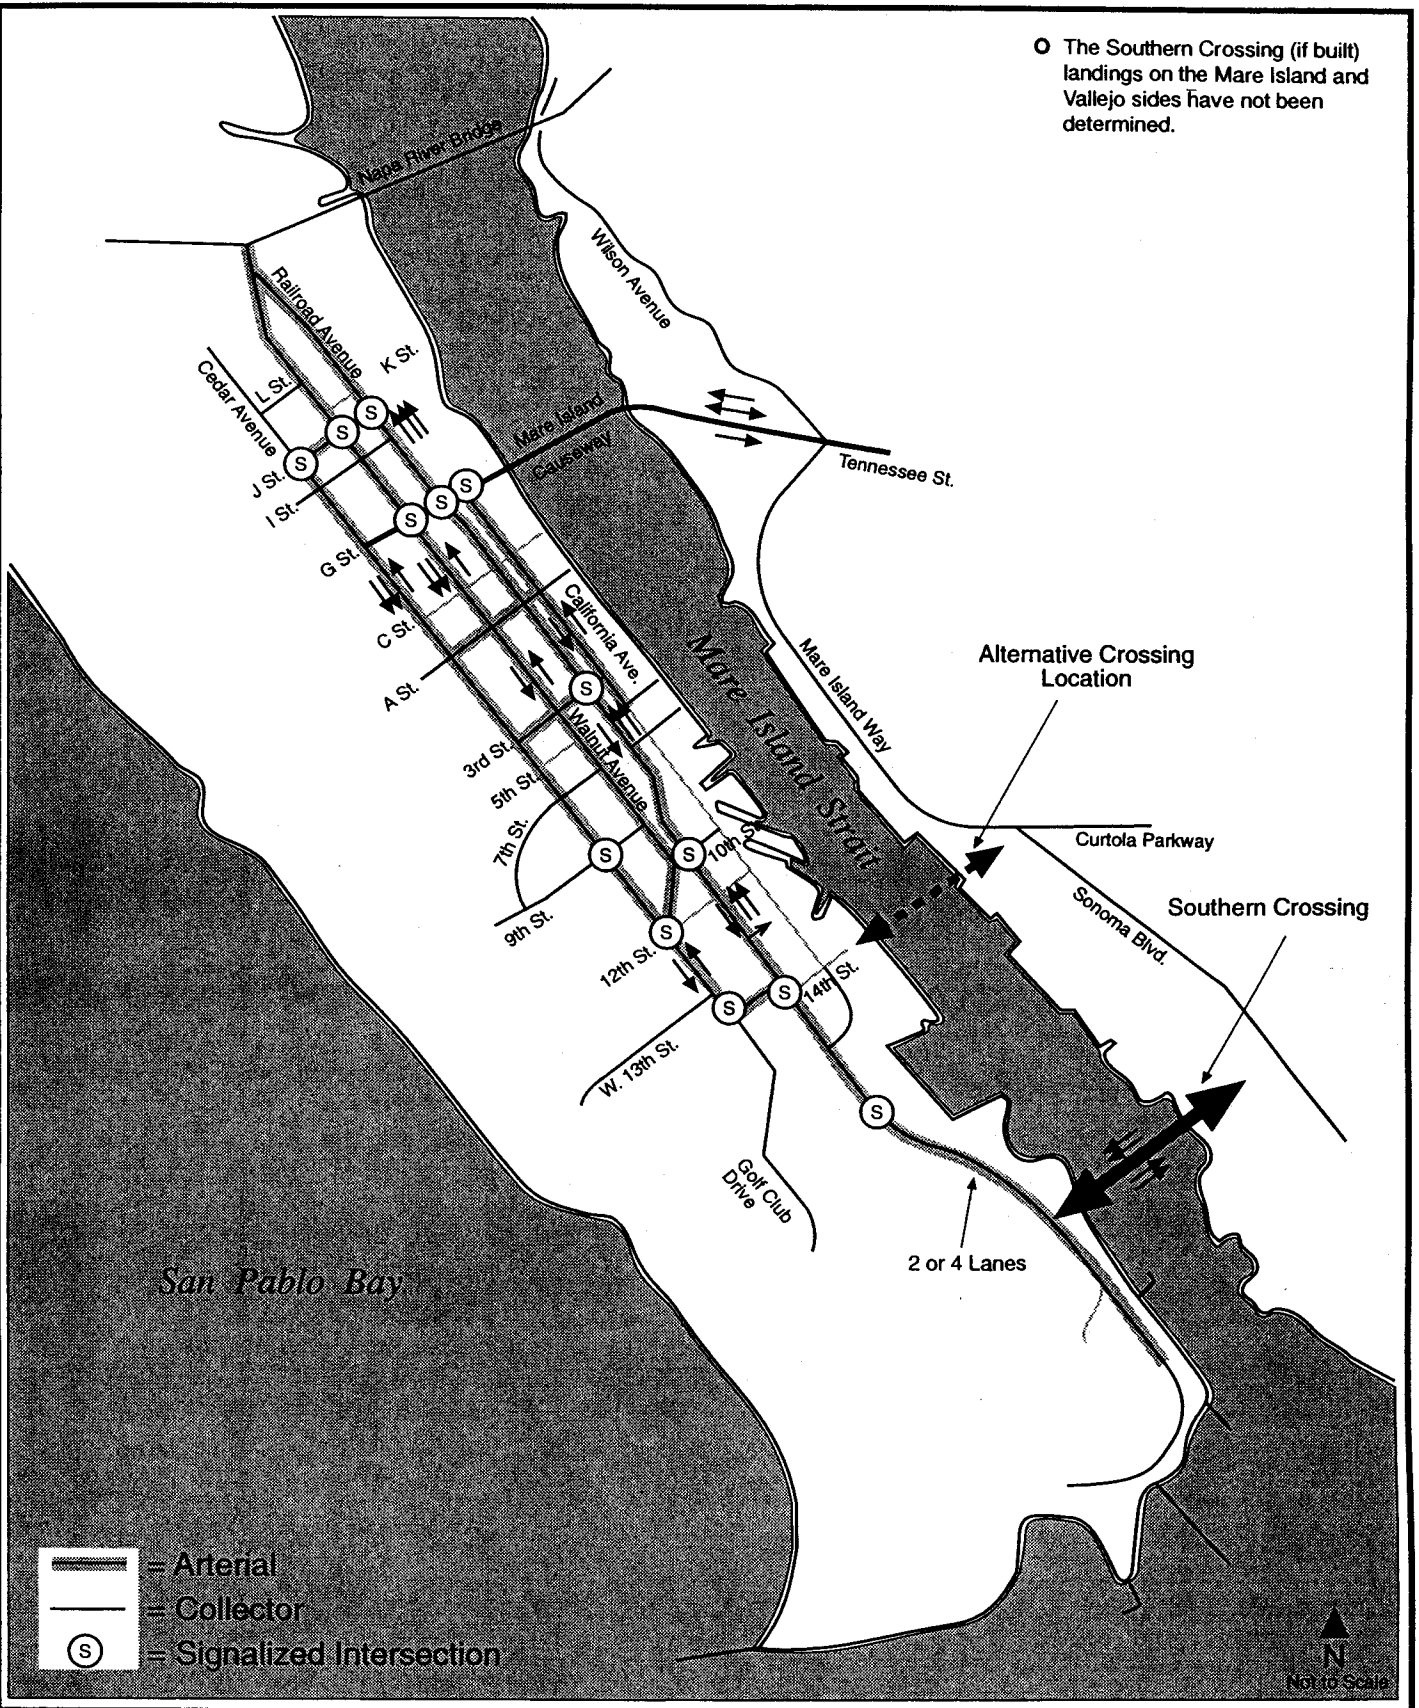 O The Southern Crossing (if built)
landings on the Mare Island and
Vallejo sides have not been
determined.
Napa River Bridge
Wilson Avenue
Railroad Avenue
K St.
L St.
Cedar Avenue
S
S
S
J St.
I St.
Mare Island
Causeway
Tennessee St.
S
S
S
G St.
C St.
California Ave.
A St.
S
Mare Island Strait
Mare Island Way
Alternative Crossing
Location
3rd St.
Walnut Avenue
5th St.
7th St.
S
S
10th St.
Curtola Parkway
Sonoma Blvd.
Southern Crossing
9th St.
S
12th St.
14th St.
S
S
W. 13th St.
S
Golf Club
Drive
2 or 4 Lanes
San Pablo Bay
= Arterial
= Collector
S = Signalized Intersection
N
Not to Scale